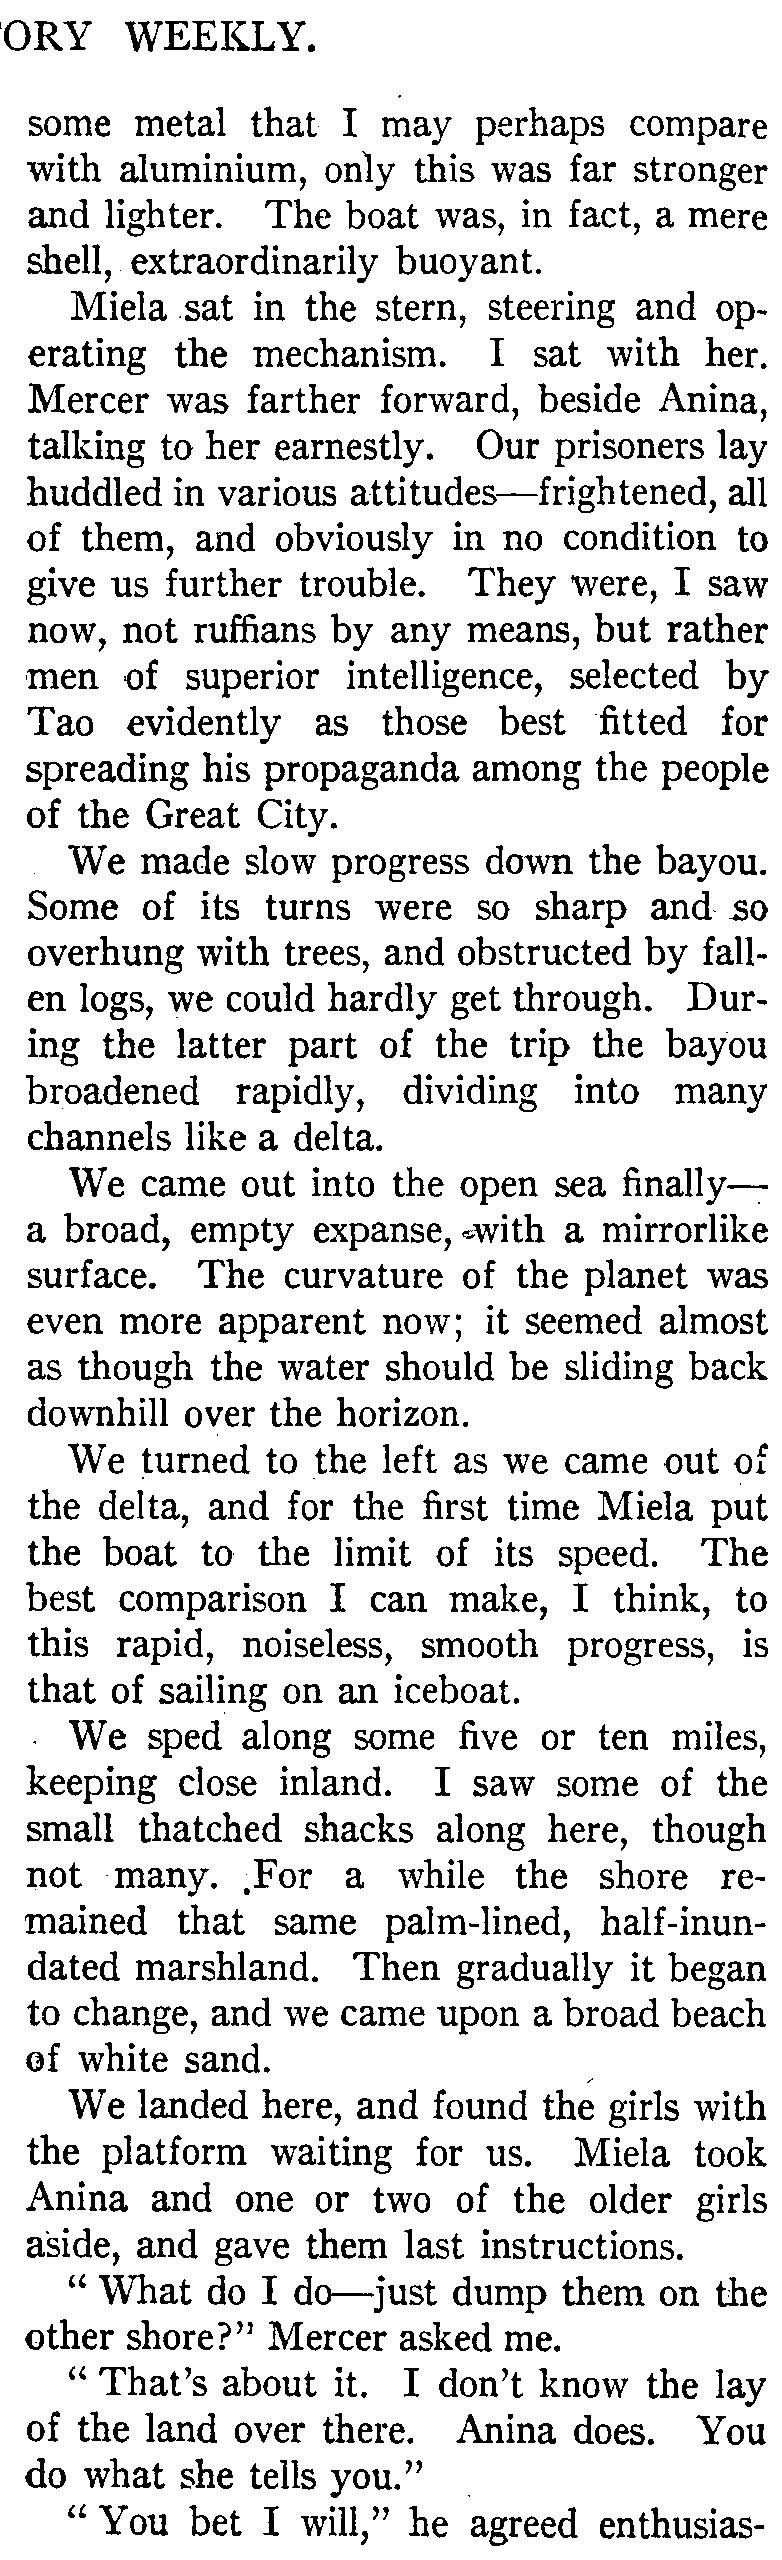 ORY WEEKLY.
some metal that I may perhaps compare
with aluminium, only this was far stronger
and lighter. The boat was, in fact, a mere
shell, extraordinarily buoyant.
Miela sat in the stern, steering and op-
erating the mechanism. I sat with her.
Mercer was farther forward, beside Anina,
talking to her earnestly. Our prisoners lay
huddled in various attitudes—frightened, all
of them, and obviously in no condition to
give us further trouble. They were, I saw
now, not ruffians by any means, but rather
men of superior intelligence, selected by
Tao evidently as those best fitted for
spreading his propaganda among the people
of the Great City.
We made slow progress down the bayou.
Some of its turns were so sharp and so
overhung with trees, and obstructed by fall-
en logs, we could hardly get through. Dur-
ing the latter part of the trip the bayou
broadened rapidly, dividing into many
channels like a delta.
We came out into the open sea finally—
a broad, empty expanse, with a mirrorlike
surface. The curvature of the planet was
even more apparent now; it seemed almost
as though the water should be sliding back
downhill over the horizon.
We turned to the left as we came out of
the delta, and for the first time Miela put
the boat to the limit of its speed. The
best comparison I can make, I think, to
this rapid, noiseless, smooth progress, is
that of sailing on an iceboat.
We sped along some five or ten miles,
keeping close inland. I saw some of the
small thatched shacks along here, though
not many. For a while the shore re-
mained that same palm-lined, half-inun-
dated marshland. Then gradually it began
to change, and we came upon a broad beach
of white sand.
We landed here, and found the girls with
the platform waiting for us. Miela took
Anina and one or two of the older girls
aside, and gave them last instructions.
“ What do I do—just dump them on the
other shore?” Mercer asked me.
“ That’s about it. I don’t know the lay
of the land over there. Anina does. You
do what she tells you.”
“ You bet I will,” he agreed enthusias-